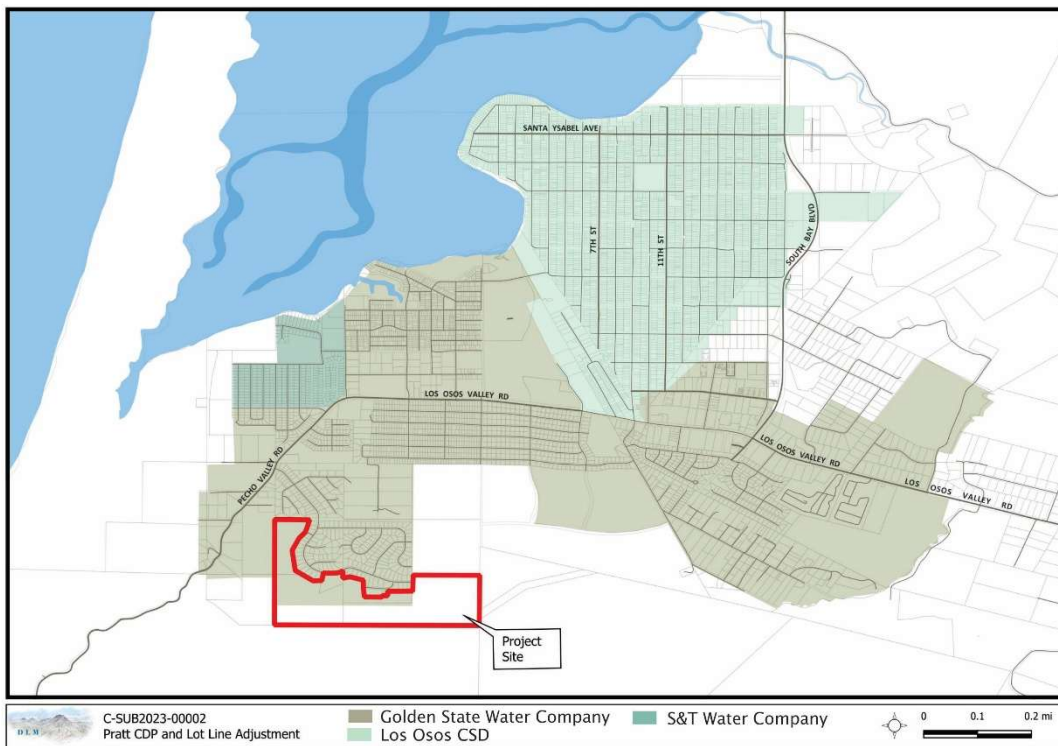 SANTA YSABEL AVE
7TH ST
11TH ST
SOUTH BAY BLVD
LOS OSOS VALLEY RD
LOS OSOS VALLEY RD
LOS OSOS VALLEY RD
PECHO VALLEY RD
Project
Site
DLM
C-SUB2023-00002
Pratt CDP and Lot Line Adjustment
Golden State Water Company
Los Osos CSD
S&T Water Company
0 0.1 0.2 mi